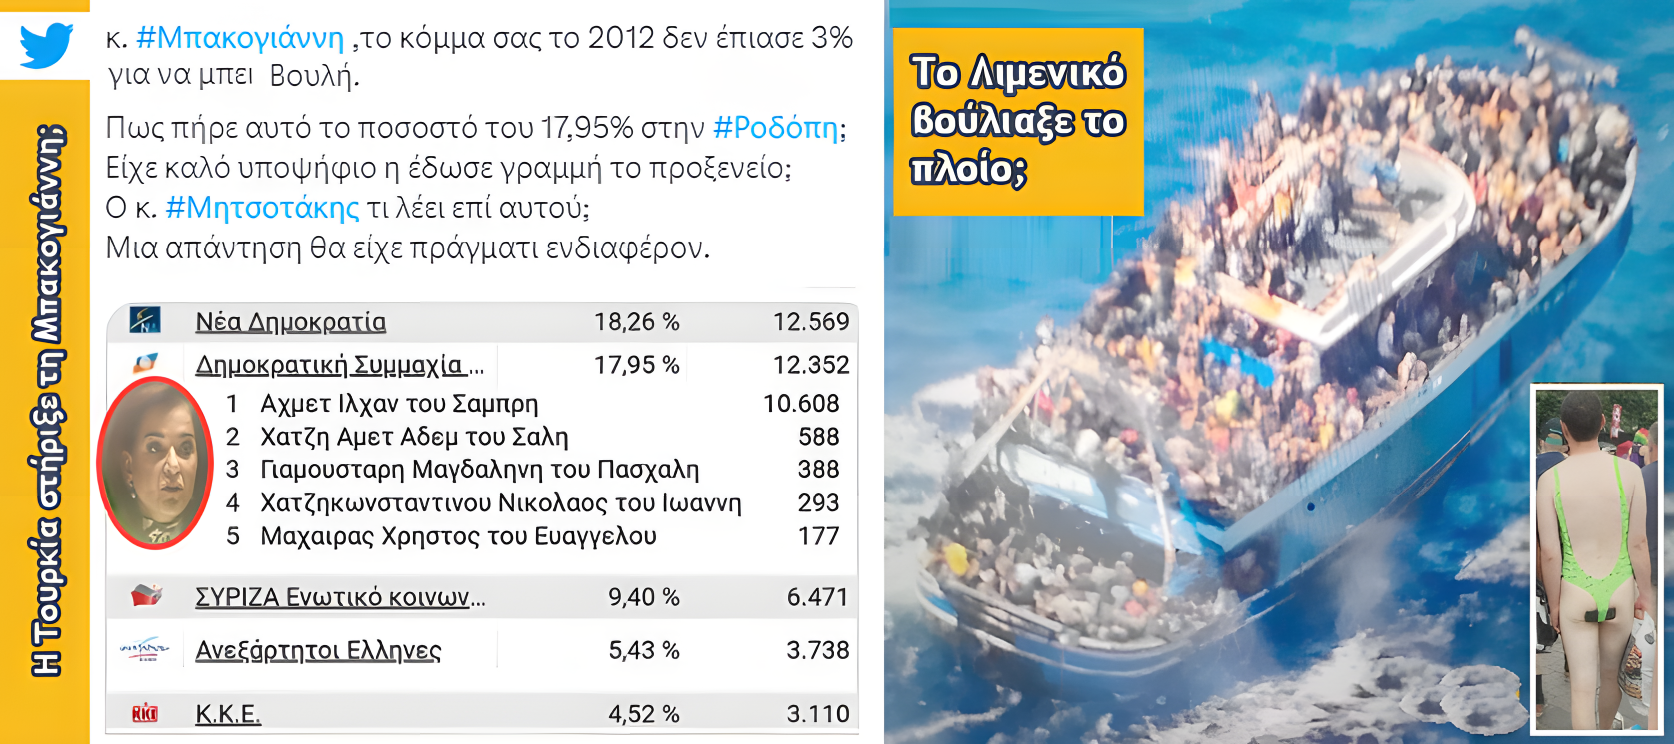 Η Τουρκία στήριξε τη Μπακογιάννη;
κ. #Μπακογιάννη ,το κόμμα σας το 2012 δεν έπιασε 3%
για να μπει Βουλή.
Πως πήρε αυτό το ποσοστό του 17,95% στην #Ροδόπη;
Είχε καλό υποψήφιο η έδωσε γραμμή το προξενείο;
Ο κ. #Μητσοτάκης τι λέει επί αυτού;
Μια απάντηση θα είχε πράγματι ενδιαφέρον.
Νέα Δημοκρατία 18,26 % 12.569
Δημοκρατική Συμμαχία ... 17,95 % 12.352
1 Αχμετ Ιλχαν του Σαμπρη 10.608
2 Χατζη Αμετ Αδεμ του Σαλη 588
3 Γιαμουσταρη Μαγδαληνη του Πασχαλη 388
4 Χατζηκωνσταντινου Νικολαος του Ιωαννη 293
5 Μαχαιρας Χρηστος του Ευαγγελου 177
ΣΥΡΙΖΑ Ενωτικό κοινων... 9,40 % 6.471
Ανεξάρτητοι Ελληνες 5,43 % 3.738
ΚΚΕ Κ.Κ.Ε. 4,52 % 3.110
Το Λιμενικό
βούλιαξε το
πλοίο;